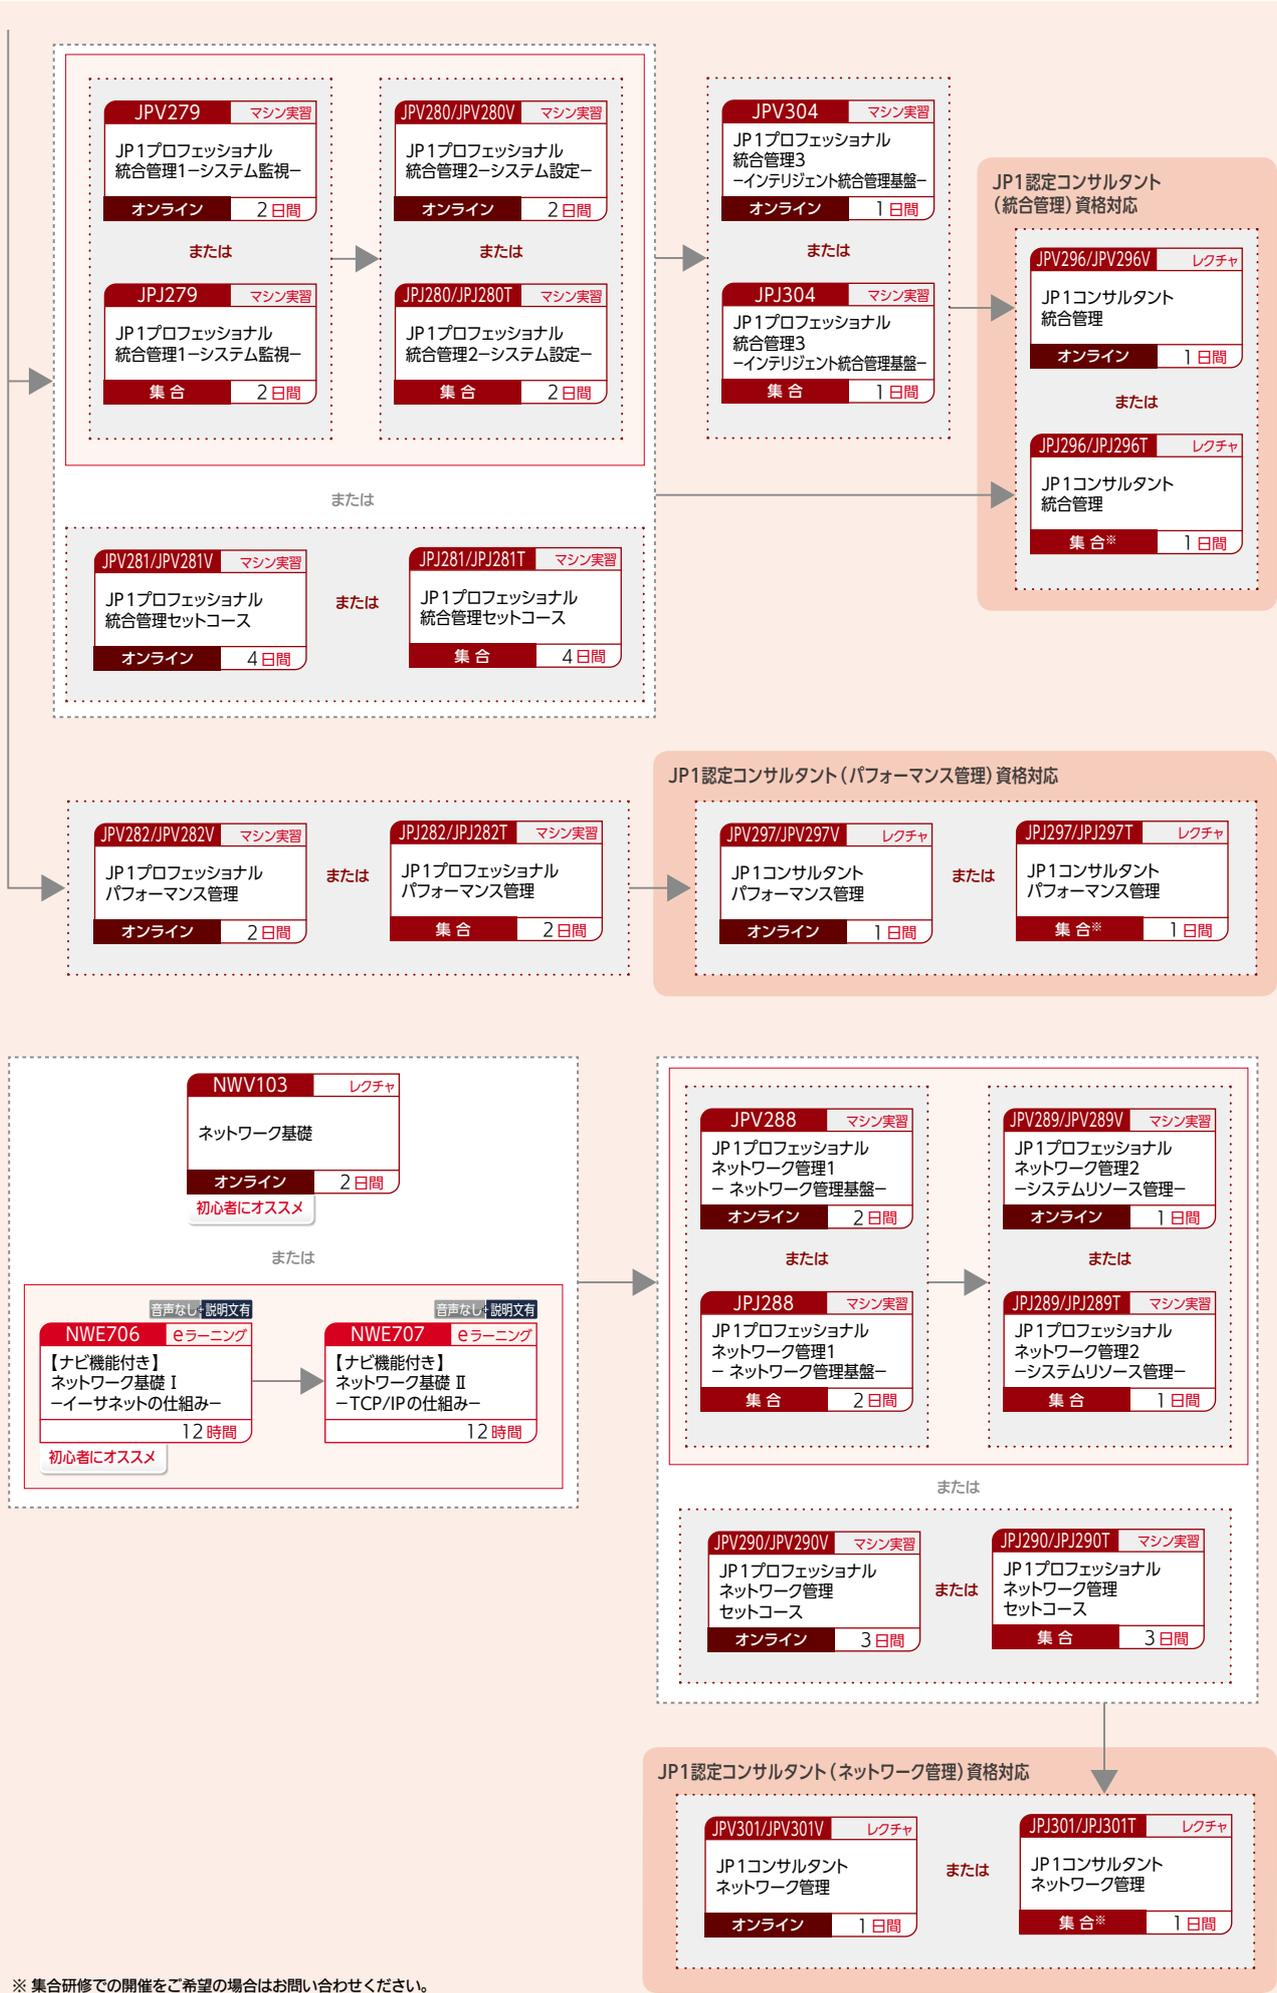 JPV279 マシン実習
JP1プロフェッショナル
統合管理1−システム監視−
オンライン 2日間
または
JPJ279 マシン実習
JP1プロフェッショナル
統合管理1−システム監視−
集合 2日間
JPV280/JPV280V マシン実習
JP1プロフェッショナル
統合管理2−システム設定−
オンライン 2日間
または
JPJ280/JPJ280T マシン実習
JP1プロフェッショナル
統合管理2−システム設定−
集合 2日間
または
JPV281/JPV281V マシン実習
JP1プロフェッショナル
統合管理セットコース
オンライン 4日間
または
JPJ281/JPJ281T マシン実習
JP1プロフェッショナル
統合管理セットコース
集合 4日間
JPV304 マシン実習
JP1プロフェッショナル
統合管理3
−インテリジェント統合管理基盤−
オンライン 1日間
または
JPJ304 マシン実習
JP1プロフェッショナル
統合管理3
−インテリジェント統合管理基盤−
集合 1日間
JP1認定コンサルタント
（統合管理）資格対応
JPV296/JPV296V レクチャ
JP1コンサルタント
統合管理
オンライン 1日間
または
JPJ296/JPJ296T レクチャ
JP1コンサルタント
統合管理
集合※ 1日間
JPV282/JPV282V マシン実習
JP1プロフェッショナル
パフォーマンス管理
オンライン 2日間
または
JPJ282/JPJ282T マシン実習
JP1プロフェッショナル
パフォーマンス管理
集合 2日間
JP1認定コンサルタント（パフォーマンス管理）資格対応
JPV297/JPV297V レクチャ
JP1コンサルタント
パフォーマンス管理
オンライン 1日間
または
JPJ297/JPJ297T レクチャ
JP1コンサルタント
パフォーマンス管理
集合※ 1日間
NWV103 レクチャ
ネットワーク基礎
オンライン 2日間
初心者にオススメ
または
音声なし+説明文有
NWE706 eラーニング
【ナビ機能付き】
ネットワーク基礎 Ⅰ
−イーサネットの仕組み−
12時間
初心者にオススメ
音声なし+説明文有
NWE707 eラーニング
【ナビ機能付き】
ネットワーク基礎 Ⅱ
−TCP/IPの仕組み−
12時間
JPV288 マシン実習
JP1プロフェッショナル
ネットワーク管理1
− ネットワーク管理基盤−
オンライン 2日間
または
JPJ288 マシン実習
JP1プロフェッショナル
ネットワーク管理1
− ネットワーク管理基盤−
集合 2日間
JPV289/JPV289V マシン実習
JP1プロフェッショナル
ネットワーク管理2
−システムリソース管理−
オンライン 1日間
または
JPJ289/JPJ289T マシン実習
JP1プロフェッショナル
ネットワーク管理2
−システムリソース管理−
集合 1日間
または
JPV290/JPV290V マシン実習
JP1プロフェッショナル
ネットワーク管理
セットコース
オンライン 3日間
または
JPJ290/JPJ290T マシン実習
JP1プロフェッショナル
ネットワーク管理
セットコース
集合 3日間
JP1認定コンサルタント（ネットワーク管理）資格対応
JPV301/JPV301V レクチャ
JP1コンサルタント
ネットワーク管理
オンライン 1日間
または
JPJ301/JPJ301T レクチャ
JP1コンサルタント
ネットワーク管理
集合※ 1日間
※ 集合研修での開催をご希望の場合はお問い合わせください。